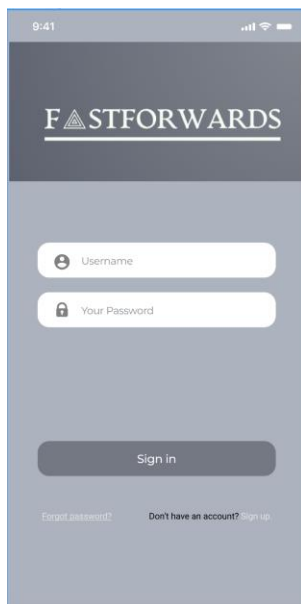 9:41
FASTFORWARDS
Username
Your Password
Sign in
Forgot password? Don't have an account? Sign up.